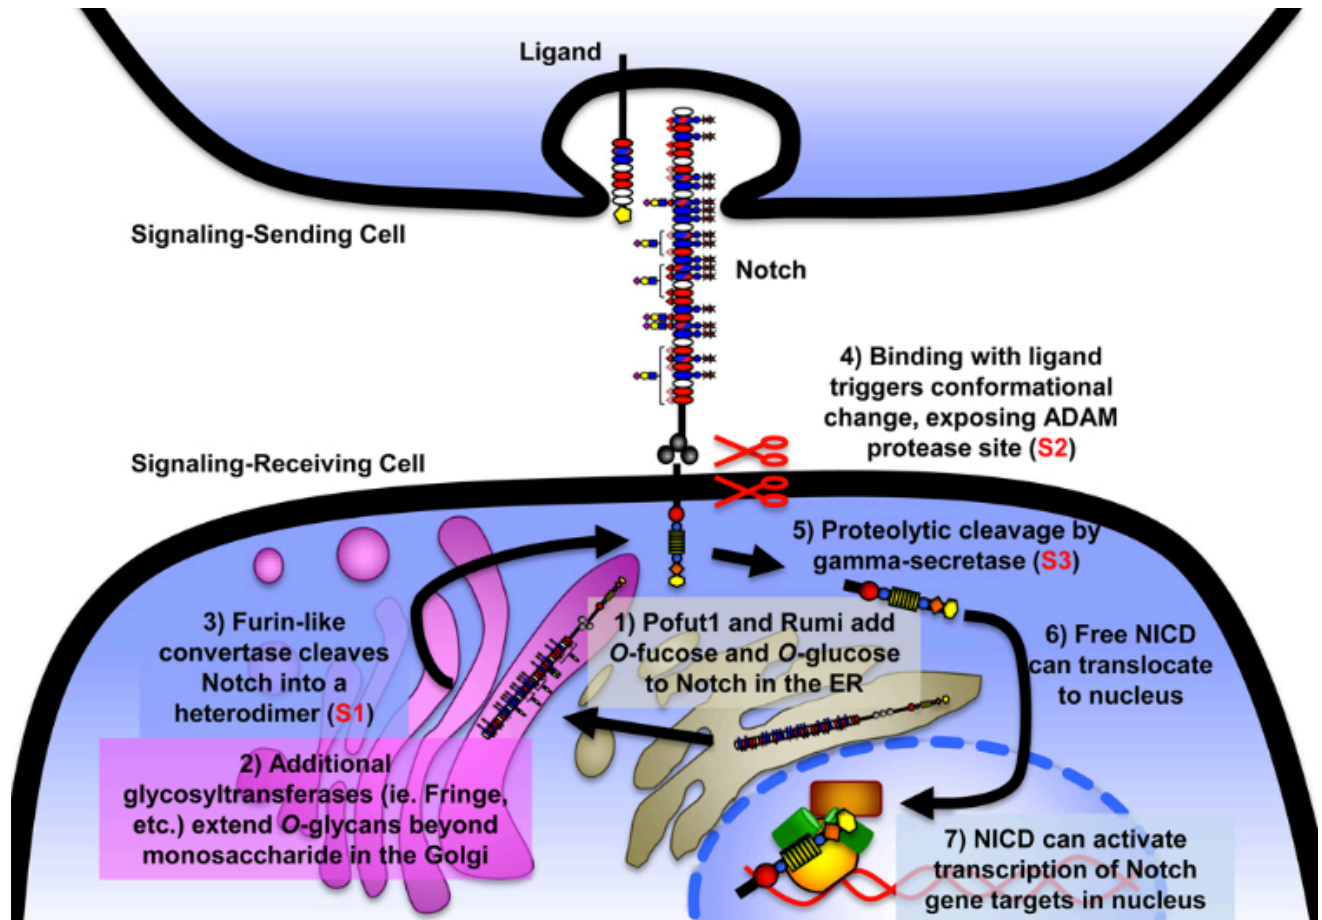 Ligand
Signaling-Sending Cell
Notch
4) Binding with ligand
triggers conformational
change, exposing ADAM
protease site (S2)
Signaling-Receiving Cell
5) Proteolytic cleavage by
gamma-secretase (S3)
3) Furin-like
convertase cleaves
Notch into a
heterodimer (S1)
1) Pofut1 and Rumi add
O-fucose and O-glucose
to Notch in the ER
6) Free NICD
can translocate
to nucleus
2) Additional
glycosyltransferases (ie. Fringe,
etc.) extend O-glycans beyond
monosaccharide in the Golgi
7) NICD can activate
transcription of Notch
gene targets in nucleus